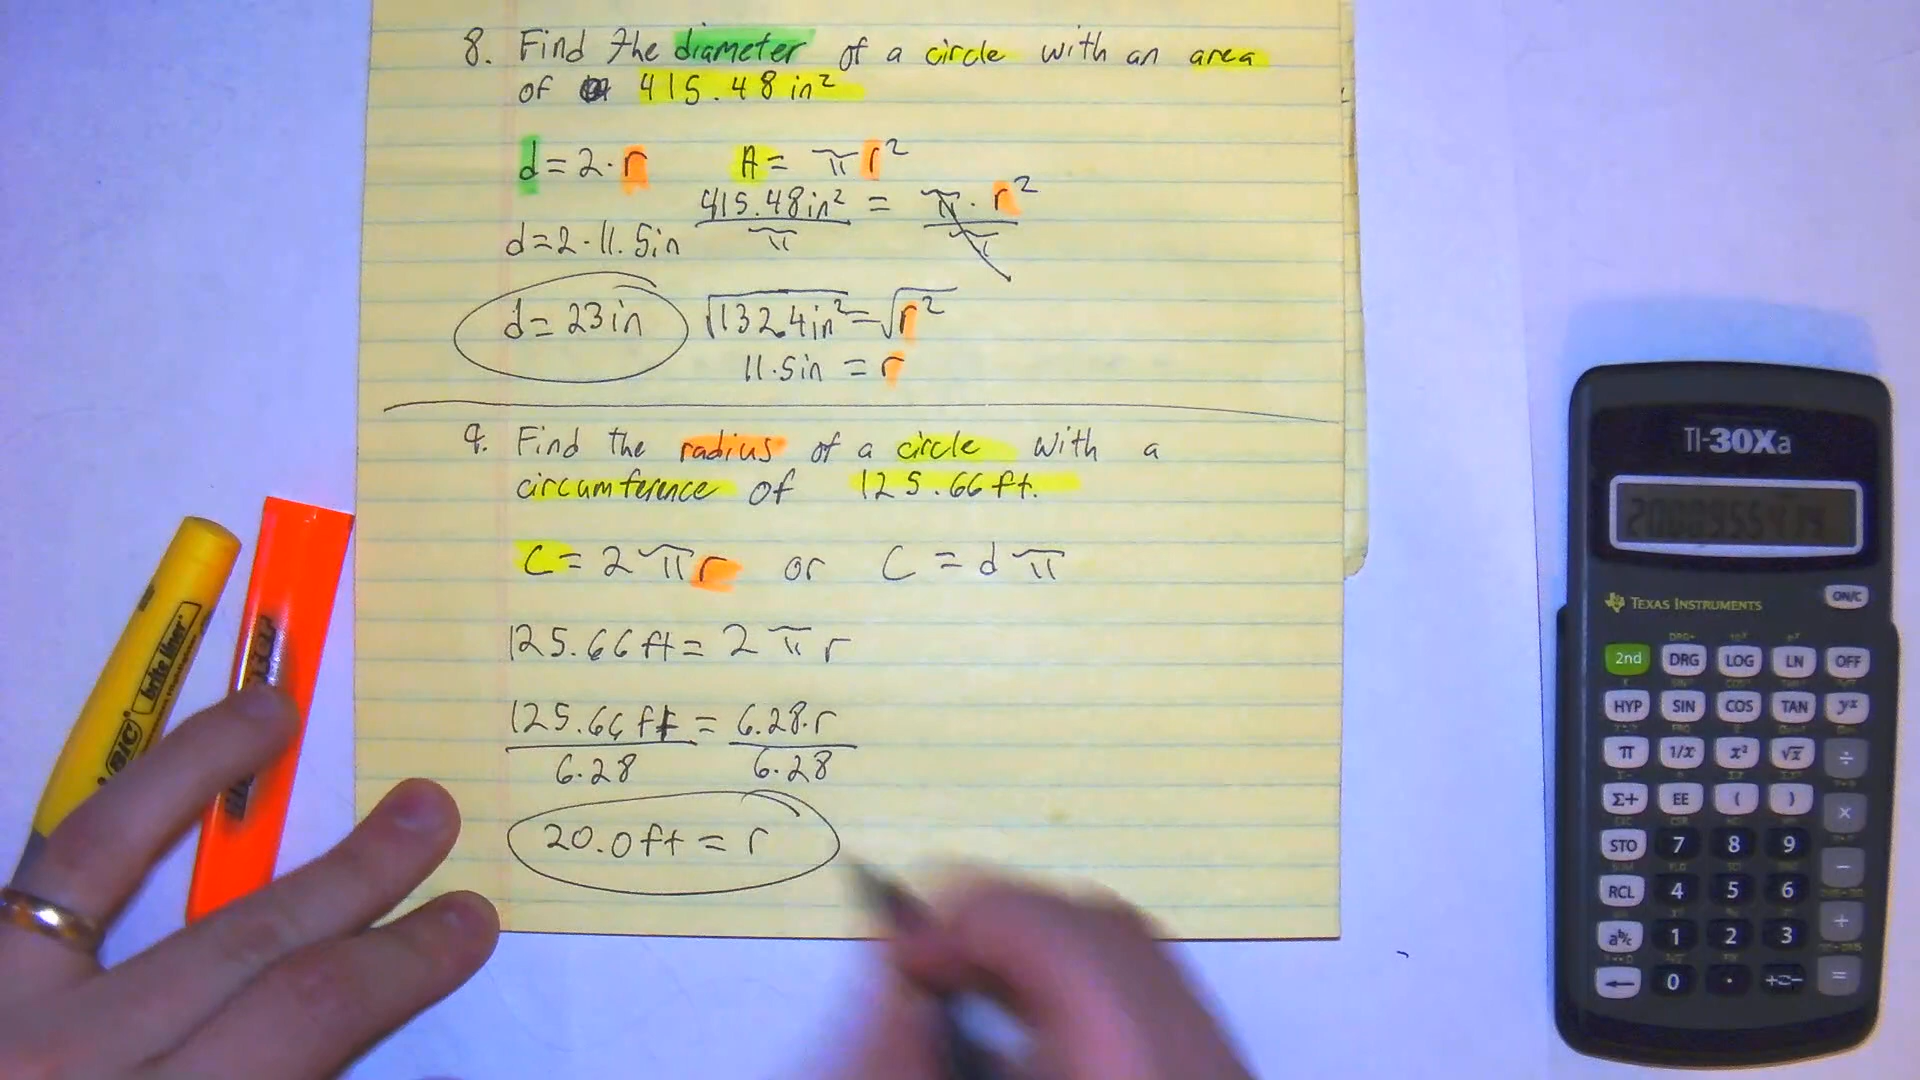 8. Find the diameter of a circle with an area
of 415.48 in²
d = 2 · r
A = π r²
415.48 in² / π = π · r² / π
d = 2 · 11.5 in
d = 23 in
√132.4 in² = √r²
11.5 in = r
9. Find the radius of a circle with a
circumference of 125.66 ft.
C = 2 π r or C = d π
125.66 ft = 2 π r
125.66 ft / 6.28 = 6.28 · r / 6.28
20.0 ft = r
BIC brite liner
TI-30Xa
TEXAS INSTRUMENTS
ON/C
2nd DRG LOG LN OFF
HYP SIN COS TAN yˣ
π 1/x x² √x ÷
Σ+ EE ( ) ×
STO 7 8 9 −
RCL 4 5 6 +
a b/c 1 2 3
← 0 . +⇆− =